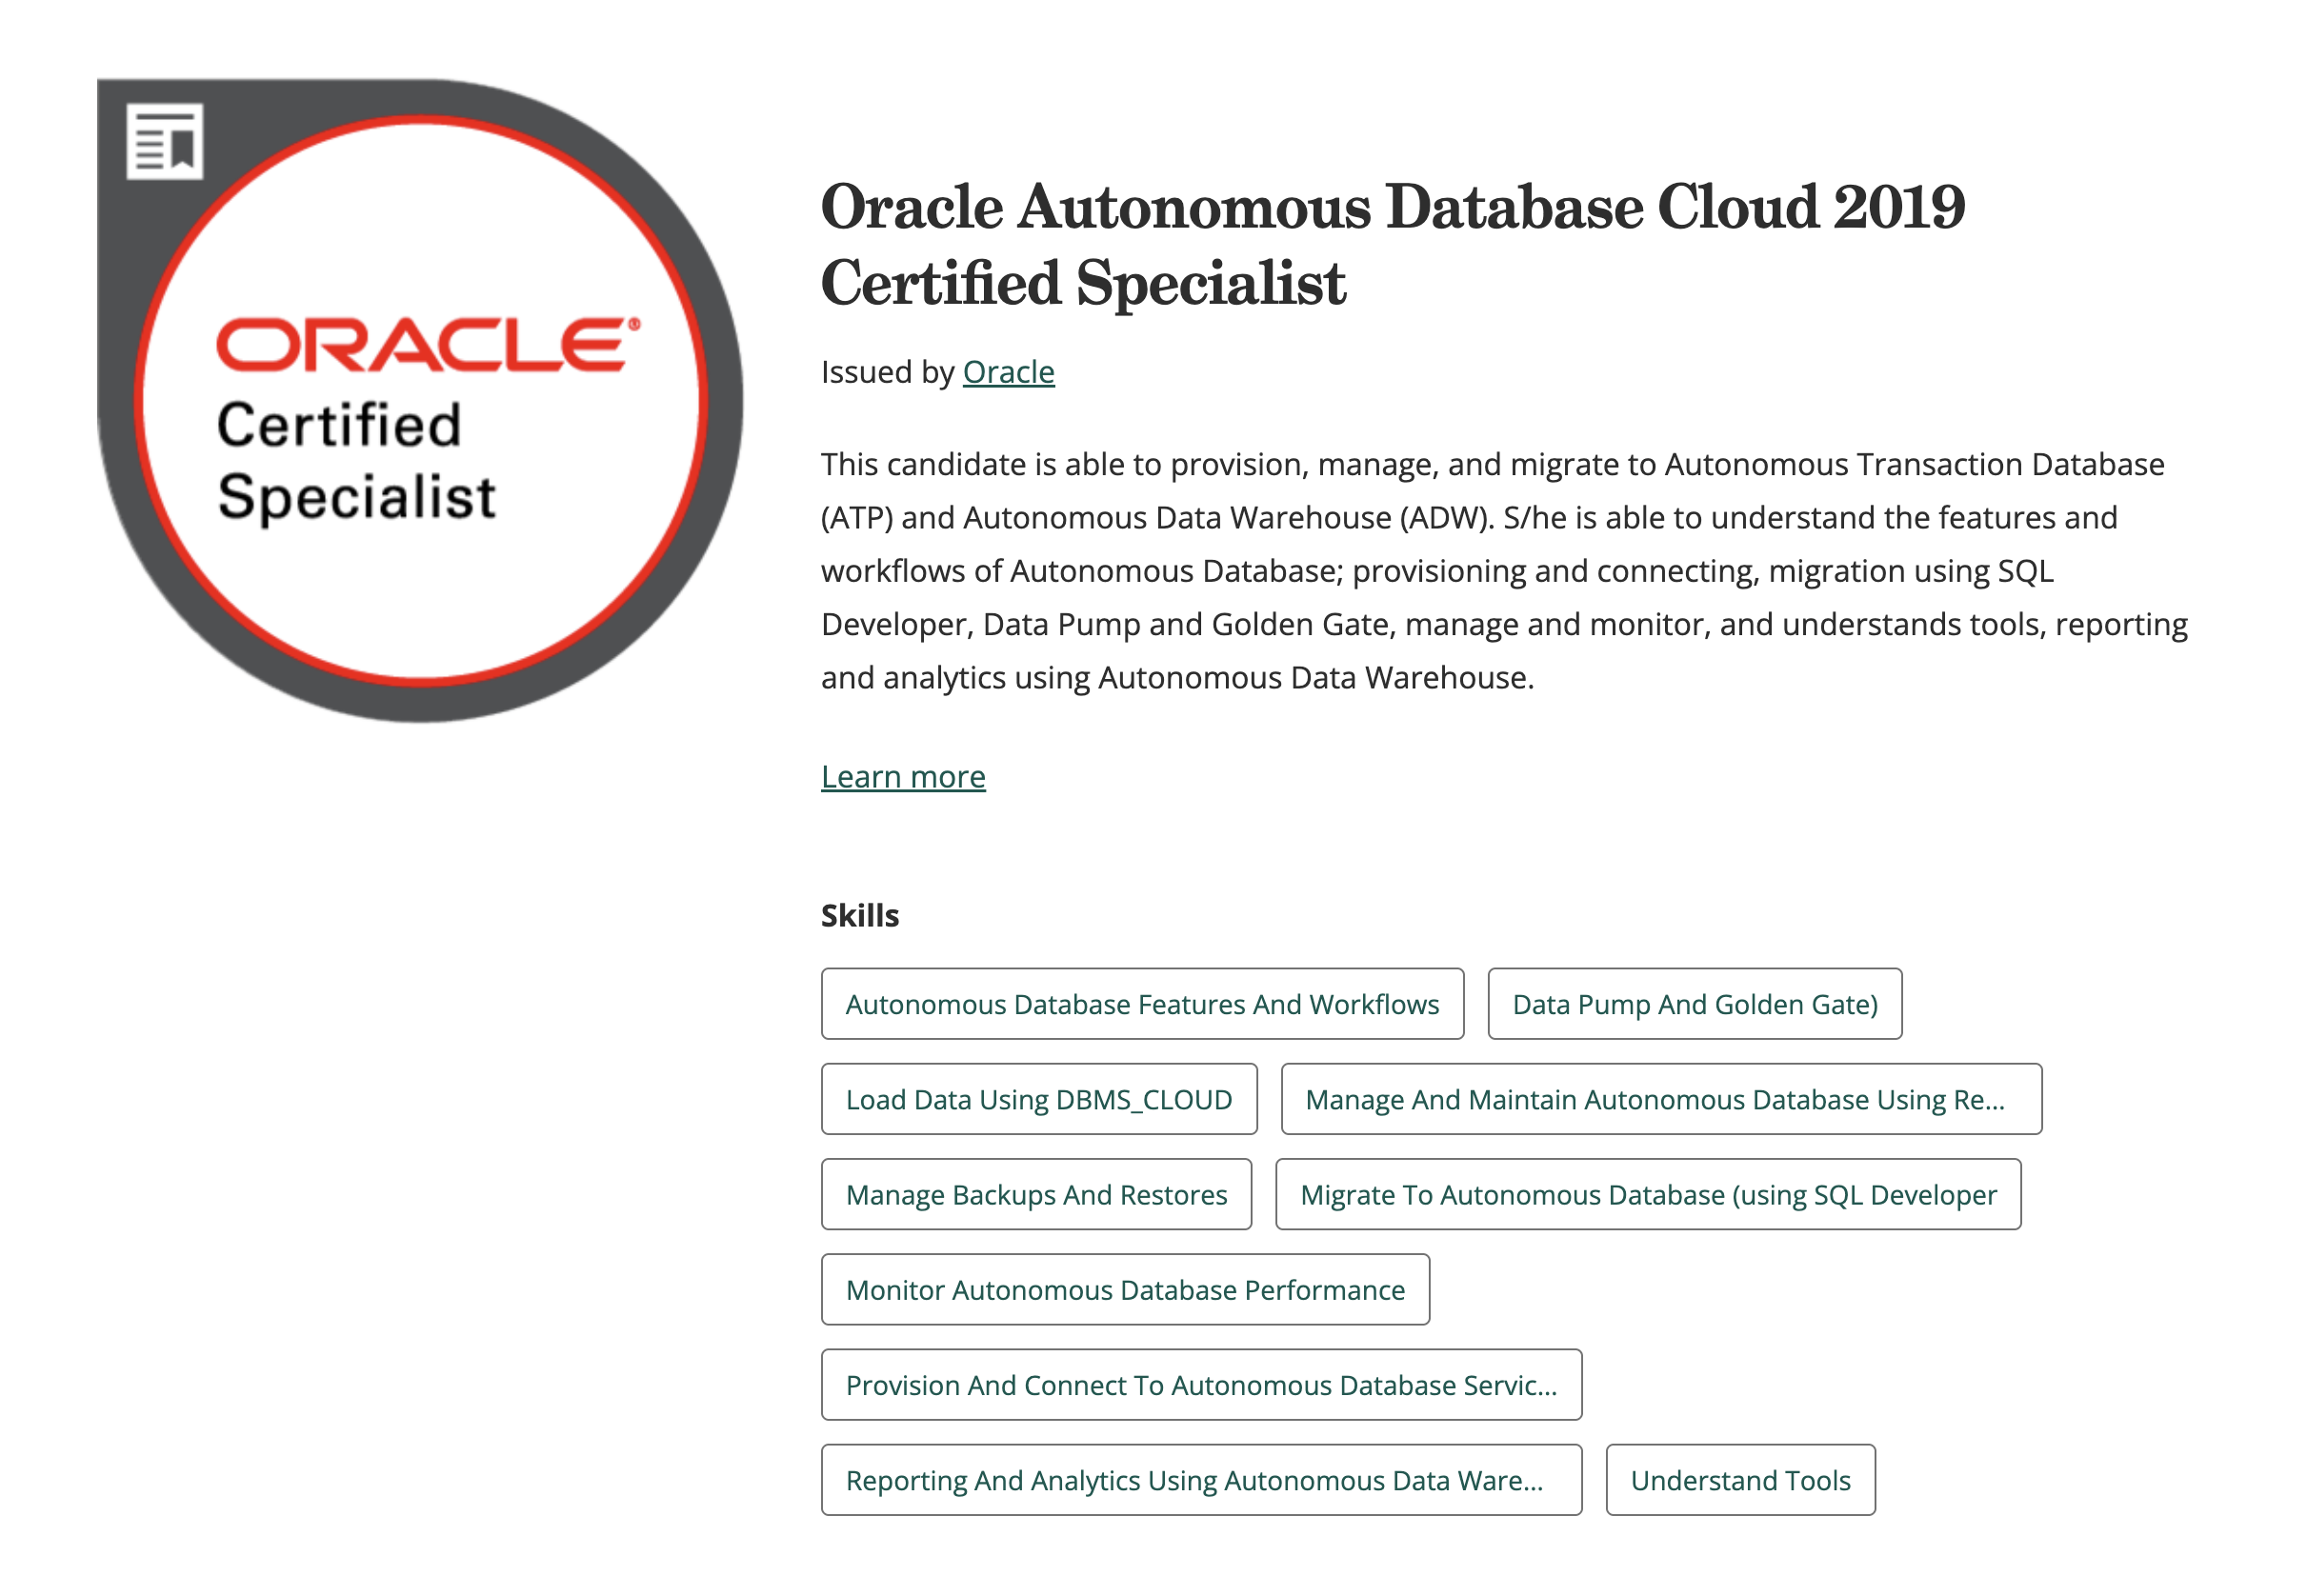 ORACLE®
Certified
Specialist
Oracle Autonomous Database Cloud 2019
Certified Specialist
Issued by Oracle
This candidate is able to provision, manage, and migrate to Autonomous Transaction Database
(ATP) and Autonomous Data Warehouse (ADW). S/he is able to understand the features and
workflows of Autonomous Database; provisioning and connecting, migration using SQL
Developer, Data Pump and Golden Gate, manage and monitor, and understands tools, reporting
and analytics using Autonomous Data Warehouse.
Learn more
Skills
Autonomous Database Features And Workflows
Data Pump And Golden Gate)
Load Data Using DBMS_CLOUD
Manage And Maintain Autonomous Database Using Re...
Manage Backups And Restores
Migrate To Autonomous Database (using SQL Developer
Monitor Autonomous Database Performance
Provision And Connect To Autonomous Database Servic...
Reporting And Analytics Using Autonomous Data Ware...
Understand Tools